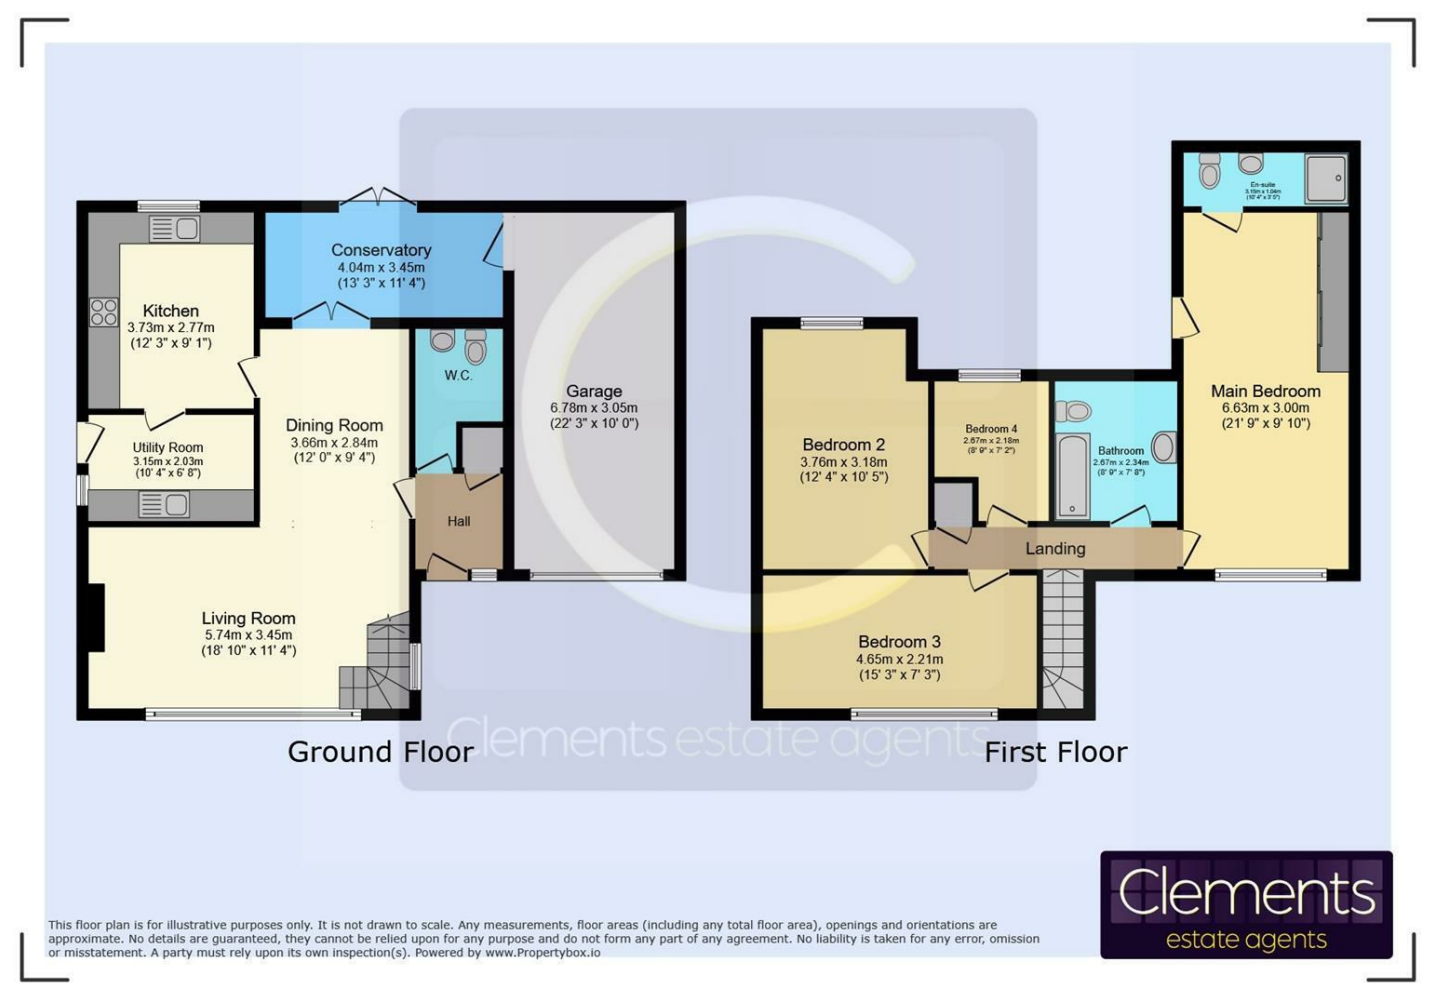 En-suite
3.15m x 1.04m
(10' 4" x 3' 5")
Conservatory
4.04m x 3.45m
(13' 3" x 11' 4")
Kitchen
3.73m x 2.77m
(12' 3" x 9' 1")
W.C.
Garage
6.78m x 3.05m
(22' 3" x 10' 0")
Main Bedroom
6.63m x 3.00m
(21' 9" x 9' 10")
Dining Room
3.66m x 2.84m
(12' 0" x 9' 4")
Utility Room
3.15m x 2.03m
(10' 4" x 6' 8")
Bedroom 2
3.76m x 3.18m
(12' 4" x 10' 5")
Bedroom 4
2.67m x 2.18m
(8' 9" x 7' 2")
Bathroom
2.67m x 2.34m
(8' 9" x 7' 8")
Hall
Landing
Living Room
5.74m x 3.45m
(18' 10" x 11' 4")
Bedroom 3
4.65m x 2.21m
(15' 3" x 7' 3")
Clements estate agents
Ground Floor
First Floor
Clements
estate agents
This floor plan is for illustrative purposes only. It is not drawn to scale. Any measurements, floor areas (including any total floor area), openings and orientations are
approximate. No details are guaranteed, they cannot be relied upon for any purpose and do not form any part of any agreement. No liability is taken for any error, omission
or misstatement. A party must rely upon its own inspection(s). Powered by www.Propertybox.io